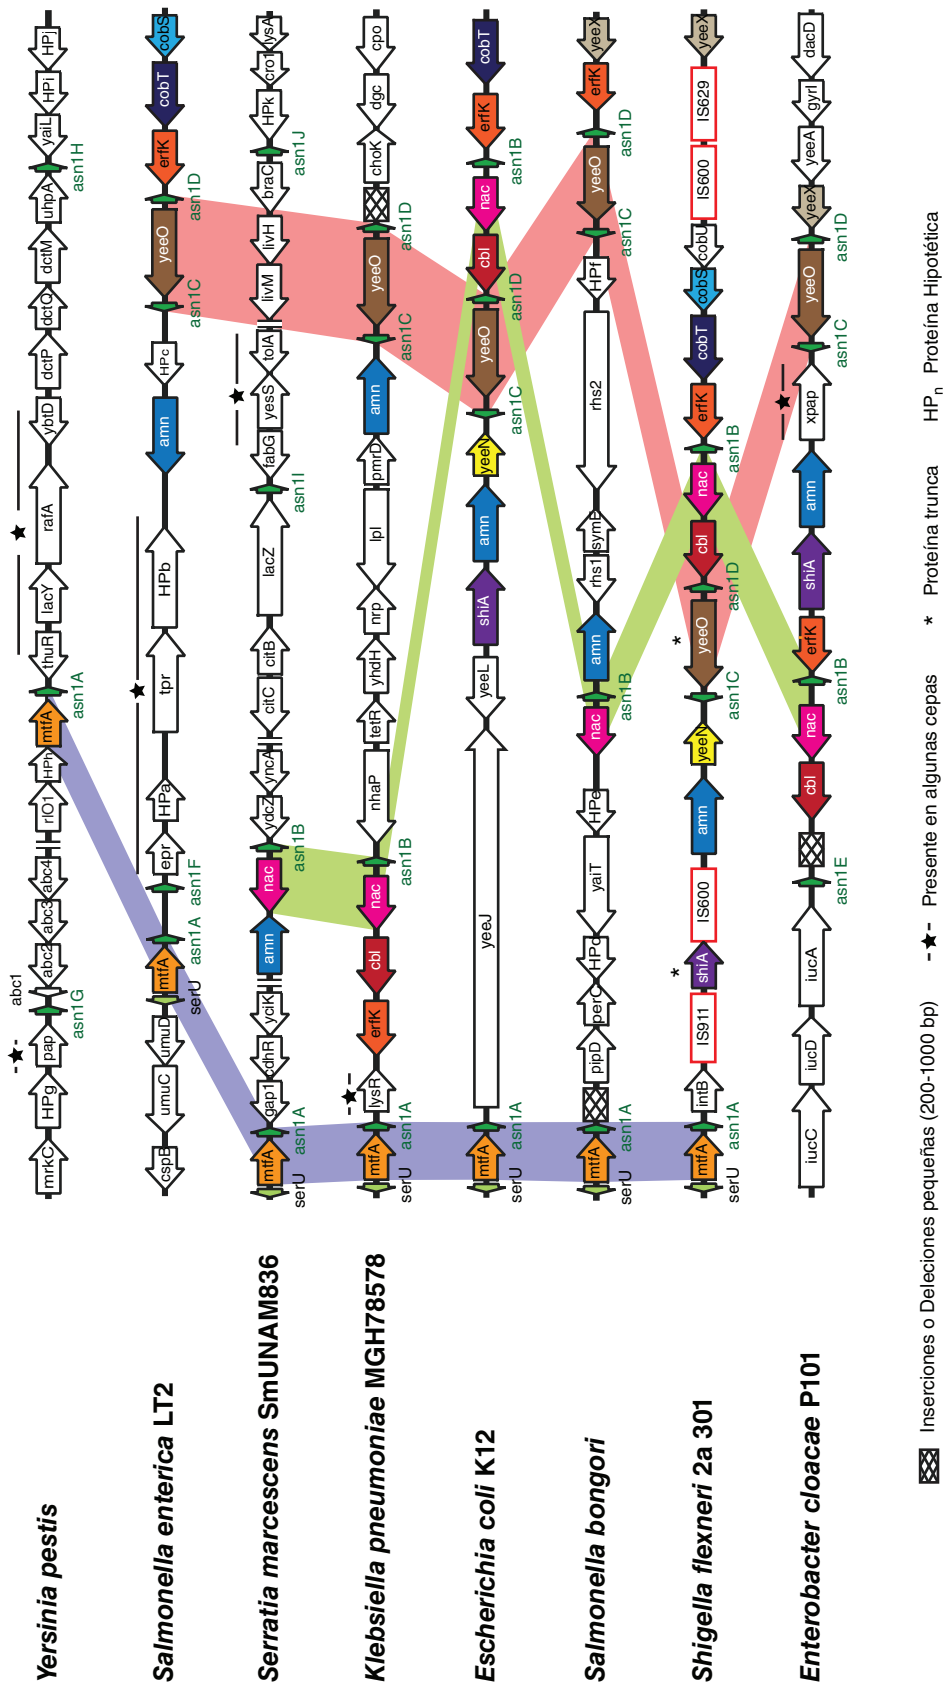 Yersinia pestis
mrkC HPg pap abc1 abc2 abc3 abc4 rlO1 HPh mtfA thuR lacY rafA ybtD dctP dctQ dctM uhpA yaiL HPi HPj
asn1G asn1A asn1H
Salmonella enterica LT2
cspB umuC umuD mtfA epr HPa tpr HPb amn HPc yeeO erfK cobT cobS
serU asn1A asn1F asn1C asn1D
Serratia marcescens SmUNAM836
mtfA gap1 cdhR yciK amn nac ydcZ yncA citC citB lacZ fabG yesS tolA livM livH braC HPk cro1 lysA
serU asn1A asn1B asn1I asn1J
Klebsiella pneumoniae MGH78578
mtfA lysR erfK cbl nac nhaP tetR yhdH nrp lpl pmrD amn yeeO choK dgc cpo
serU asn1A asn1B asn1C asn1D
Escherichia coli K12
mtfA yeeJ yeeL shiA amn yeeN yeeO cbl nac erfK cobT
serU asn1A asn1C asn1D asn1B
Salmonella bongori
mtfA pipD perC HPd yaiT HPe nac amn rhs1 symE rhs2 HPf yeeO erfK yeeX
serU asn1A asn1B asn1C asn1D
Shigella flexneri 2a 301
mtfA intB IS911 shiA * IS600 amn yeeN yeeO * cbl nac erfK cobT cobS cobU IS600 IS629 yeeX
serU asn1A asn1C asn1D asn1B
Enterobacter cloacae P101
iucC iucD iucA cbl nac erfK shiA amn xpap yeeO yeeX yeeA gyrI dacD
asn1E asn1B asn1C asn1D
Inserciones o Deleciones pequeñas (200-1000 bp) -★- Presente en algunas cepas * Proteína trunca HPn Proteína Hipotética